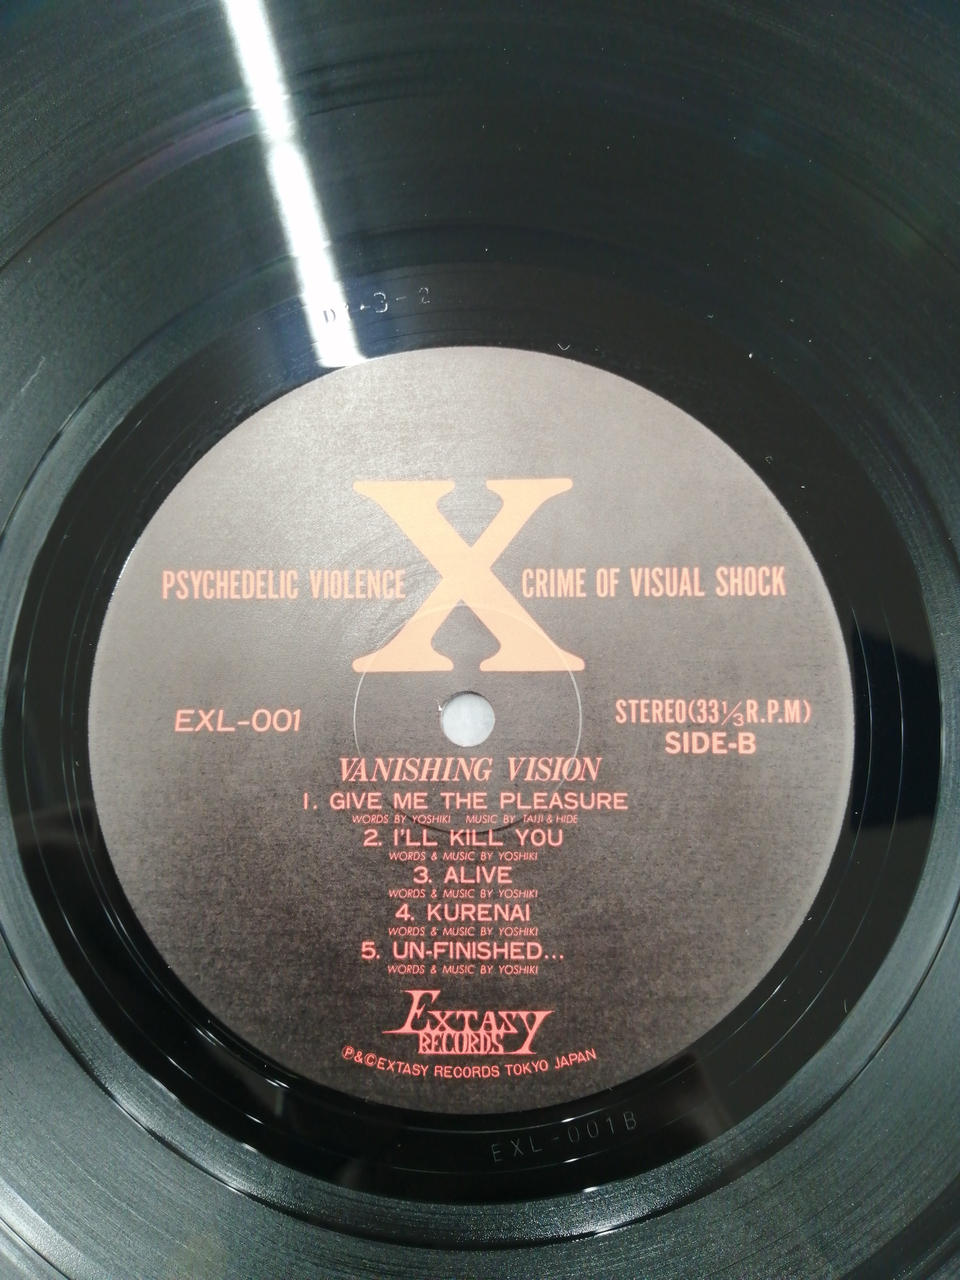 X
PSYCHEDELIC VIOLENCE CRIME OF VISUAL SHOCK
EXL-001
STEREO(33⅓R.P.M)
SIDE-B
VANISHING VISION
1. GIVE ME THE PLEASURE
WORDS BY YOSHIKI MUSIC BY TAIJI & HIDE
2. I'LL KILL YOU
WORDS & MUSIC BY YOSHIKI
3. ALIVE
WORDS & MUSIC BY YOSHIKI
4. KURENAI
WORDS & MUSIC BY YOSHIKI
5. UN-FINISHED...
WORDS & MUSIC BY YOSHIKI
EXTASY
RECORDS
Ⓟ&©EXTASY RECORDS TOKYO JAPAN
EXL-001B